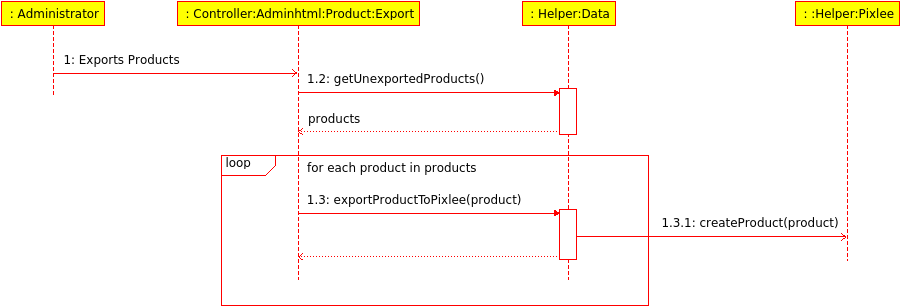 : Administrator
: Controller:Adminhtml:Product:Export
: Helper:Data
: :Helper:Pixlee
1: Exports Products
1.2: getUnexportedProducts()
products
loop
for each product in products
1.3: exportProductToPixlee(product)
1.3.1: createProduct(product)